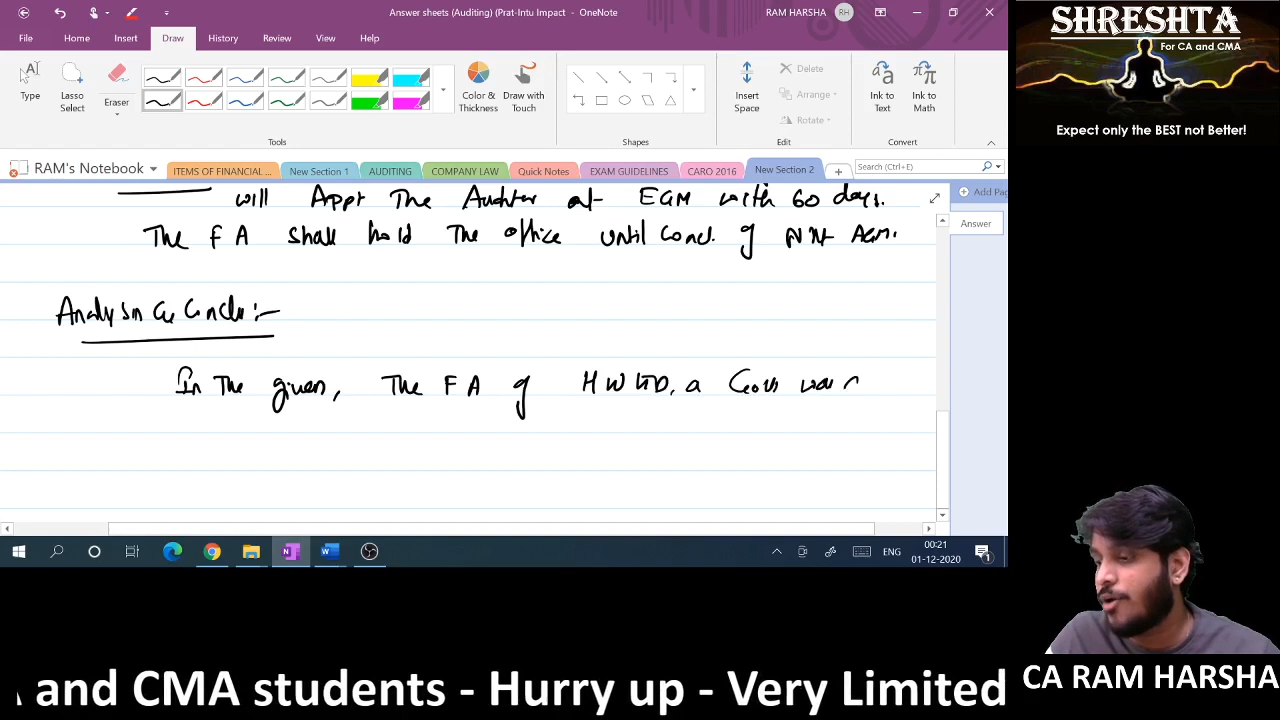 Answer sheets (Auditing) (Prat-Intu Impact - OneNote
RAM HARSHA RH
File Home Insert Draw History Review View Help
Type
Lasso Select
Eraser
Color & Thickness
Draw with Touch
Insert Space
Delete
Arrange
Rotate
Ink to Text
Ink to Math
Tools
Shapes
Edit
Convert
RAM's Notebook
ITEMS OF FINANCIAL ...
New Section 1
AUDITING
COMPANY LAW
Quick Notes
EXAM GUIDELINES
CARO 2016
New Section 2
Search (Ctrl+E)
Add Pag
Answer
will Appt The Auditor at EGM with 60 days.
The FA shall hold The office until Concl. of AGM.
Analysis & Conclu :-
In The given, The FA of HW LTD, a
ENG
00:21
01-12-2020
1
SHRESHTA
For CA and CMA
Expect only the BEST not Better!
and CMA students - Hurry up - Very Limited
CA RAM HARSHA